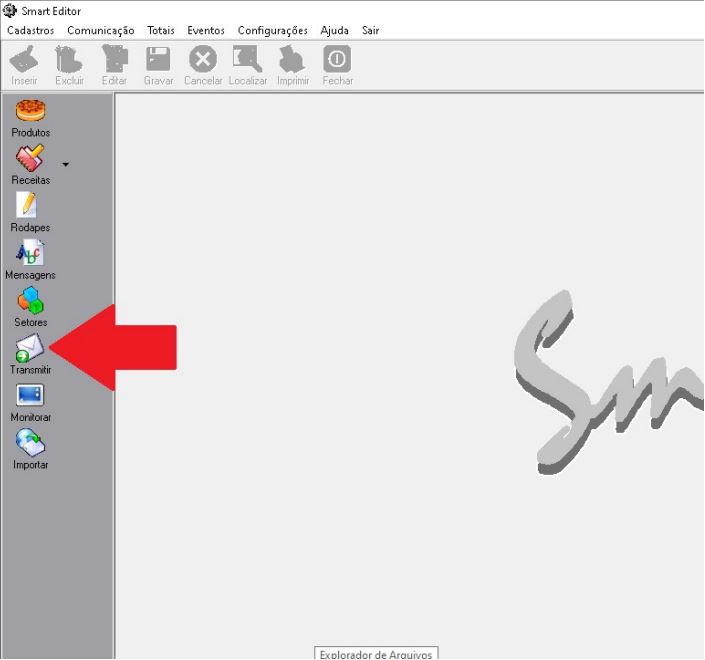 Smart Editor
Cadastros Comunicação Totais Eventos Configurações Ajuda Sair
Inserir Excluir Editar Gravar Cancelar Localizar Imprimir Fechar
Produtos
Receitas
Rodapes
Abc
Mensagens
Setores
Transmitir
Monitorar
Importar
Sm
Explorador de Arquivos